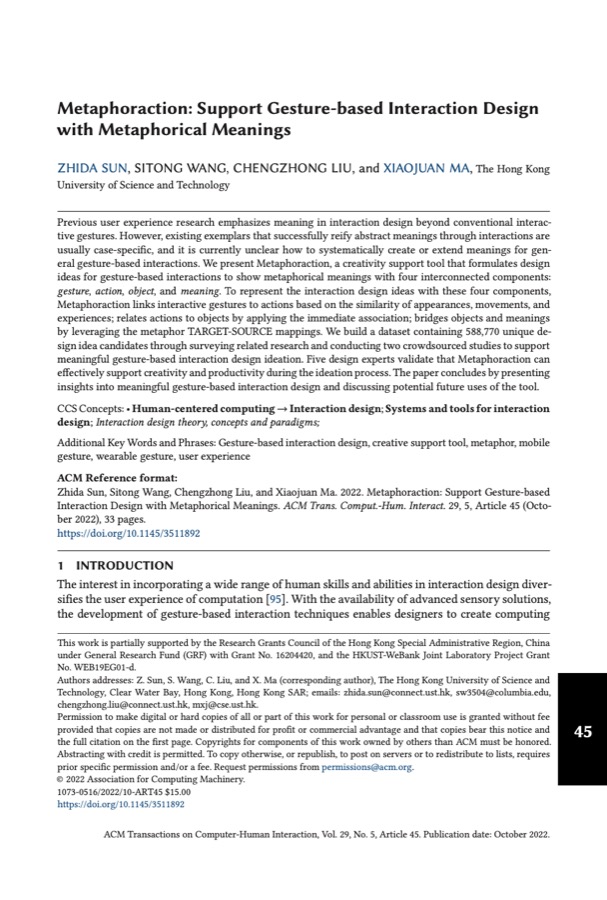 Metaphoraction: Support Gesture-based Interaction Design
with Metaphorical Meanings
ZHIDA SUN, SITONG WANG, CHENGZHONG LIU, and XIAOJUAN MA, The Hong Kong
University of Science and Technology
Previous user experience research emphasizes meaning in interaction design beyond conventional interac-
tive gestures. However, existing exemplars that successfully reify abstract meanings through interactions are
usually case-specific, and it is currently unclear how to systematically create or extend meanings for gen-
eral gesture-based interactions. We present Metaphoraction, a creativity support tool that formulates design
ideas for gesture-based interactions to show metaphorical meanings with four interconnected components:
gesture, action, object, and meaning. To represent the interaction design ideas with these four components,
Metaphoraction links interactive gestures to actions based on the similarity of appearances, movements, and
experiences; relates actions to objects by applying the immediate association; bridges objects and meanings
by leveraging the metaphor TARGET-SOURCE mappings. We build a dataset containing 588,770 unique de-
sign idea candidates through surveying related research and conducting two crowdsourced studies to support
meaningful gesture-based interaction design ideation. Five design experts validate that Metaphoraction can
effectively support creativity and productivity during the ideation process. The paper concludes by presenting
insights into meaningful gesture-based interaction design and discussing potential future uses of the tool.
CCS Concepts: • Human-centered computing → Interaction design; Systems and tools for interaction
design; Interaction design theory, concepts and paradigms;
Additional Key Words and Phrases: Gesture-based interaction design, creative support tool, metaphor, mobile
gesture, wearable gesture, user experience
ACM Reference format:
Zhida Sun, Sitong Wang, Chengzhong Liu, and Xiaojuan Ma. 2022. Metaphoraction: Support Gesture-based
Interaction Design with Metaphorical Meanings. ACM Trans. Comput.-Hum. Interact. 29, 5, Article 45 (Octo-
ber 2022), 33 pages.
https://doi.org/10.1145/3511892
1 INTRODUCTION
The interest in incorporating a wide range of human skills and abilities in interaction design diver-
sifies the user experience of computation [95]. With the availability of advanced sensory solutions,
the development of gesture-based interaction techniques enables designers to create computing
This work is partially supported by the Research Grants Council of the Hong Kong Special Administrative Region, China
under General Research Fund (GRF) with Grant No. 16204420, and the HKUST-WeBank Joint Laboratory Project Grant
No. WEB19EG01-d.
Authors addresses: Z. Sun, S. Wang, C. Liu, and X. Ma (corresponding author), The Hong Kong University of Science and
Technology, Clear Water Bay, Hong Kong, Hong Kong SAR; emails: zhida.sun@connect.ust.hk, sw3504@columbia.edu,
chengzhong.liu@connect.ust.hk, mxj@cse.ust.hk.
Permission to make digital or hard copies of all or part of this work for personal or classroom use is granted without fee
provided that copies are not made or distributed for profit or commercial advantage and that copies bear this notice and
the full citation on the first page. Copyrights for components of this work owned by others than ACM must be honored.
Abstracting with credit is permitted. To copy otherwise, or republish, to post on servers or to redistribute to lists, requires
prior specific permission and/or a fee. Request permissions from permissions@acm.org.
© 2022 Association for Computing Machinery.
1073-0516/2022/10-ART45 $15.00
https://doi.org/10.1145/3511892
45
ACM Transactions on Computer-Human Interaction, Vol. 29, No. 5, Article 45. Publication date: October 2022.